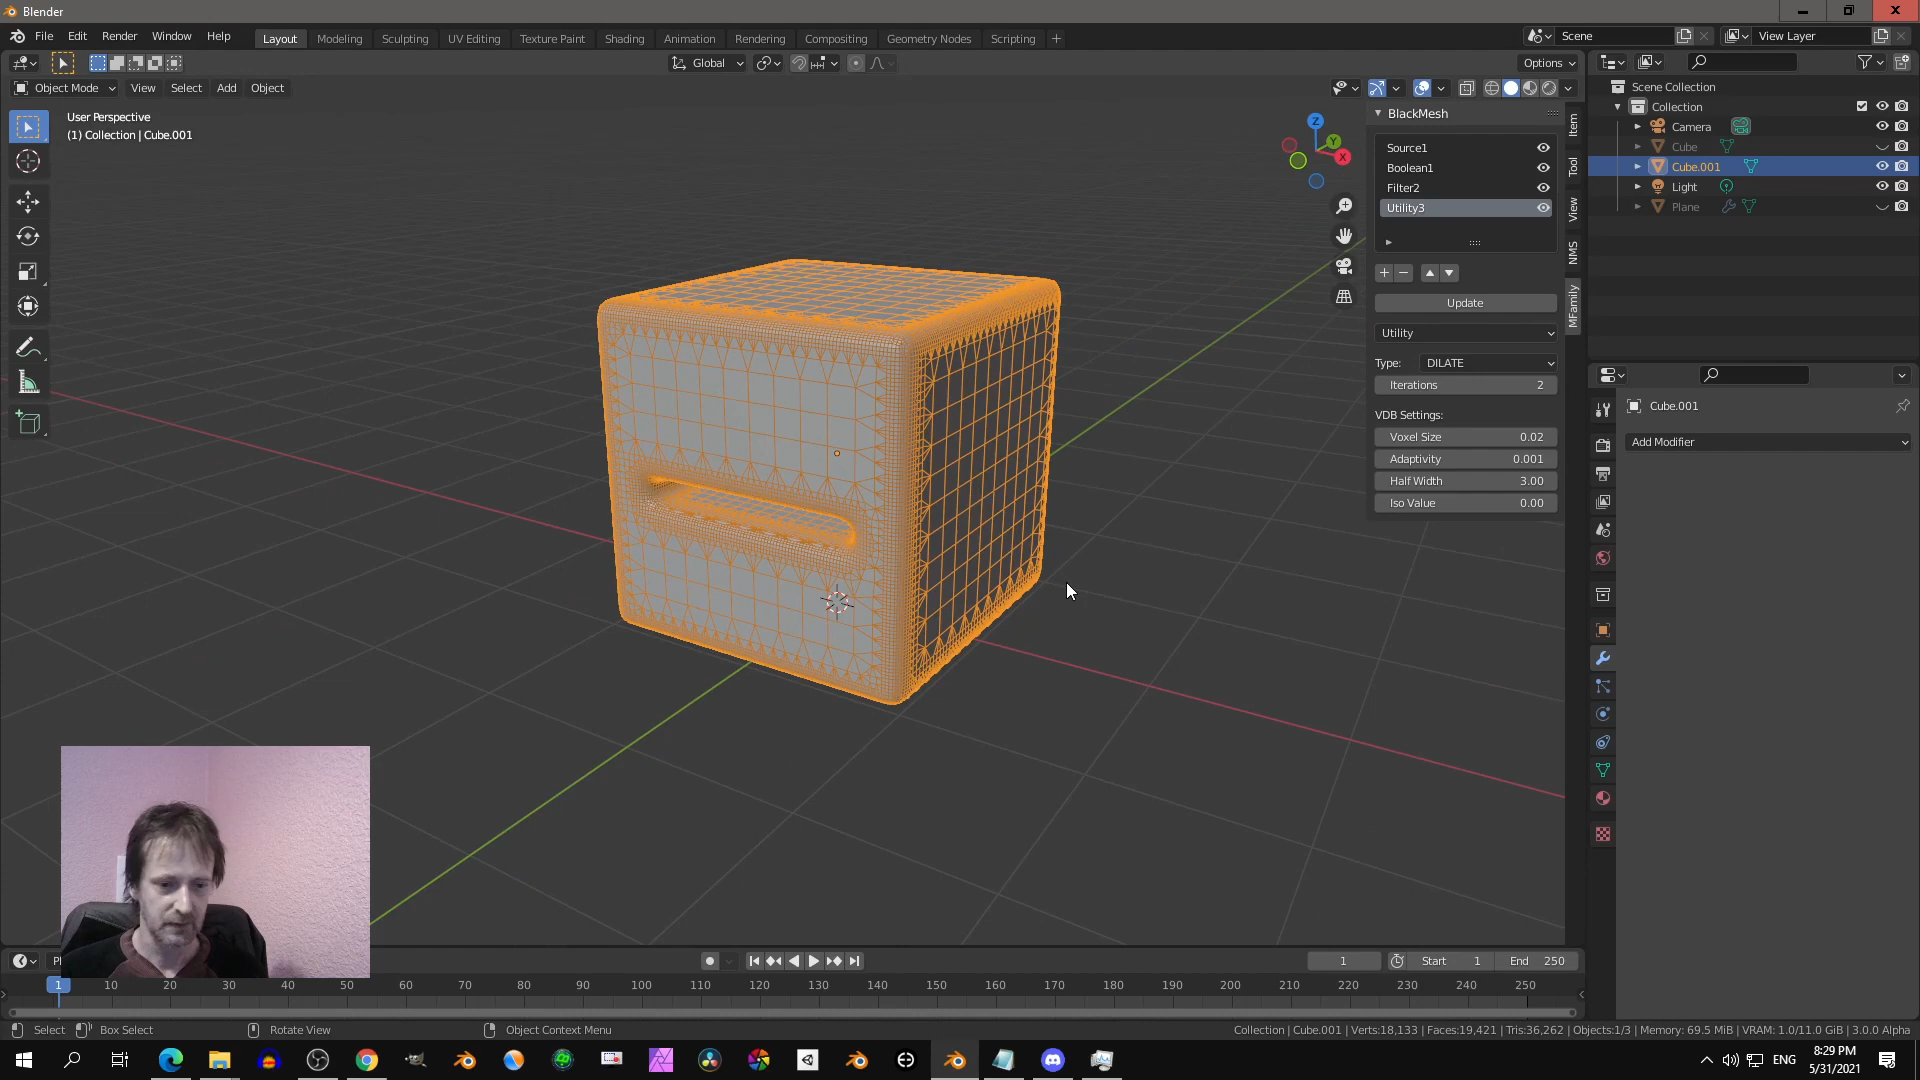 Blender
File Edit Render Window Help
Layout Modeling Sculpting UV Editing Texture Paint Shading Animation Rendering Compositing Geometry Nodes Scripting +
Scene
View Layer
Global
Options
Object Mode View Select Add Object
User Perspective
(1) Collection | Cube.001
Z
Y
X
BlackMesh
Source1
Boolean1
Filter2
Utility3
Update
Utility
Type: DILATE
Iterations 2
VDB Settings:
Voxel Size 0.02
Adaptivity 0.001
Half Width 3.00
Iso Value 0.00
Item
Tool
View
NMS
MFamily
Scene Collection
Collection
Camera
Cube
Cube.001
Light
Plane
Cube.001
Add Modifier
1
Start 1
End 250
1 10 20 30 40 50 60 70 80 90 100 110 120 130 140 150 160 170 180 190 200 210 220 230 240 250
Select Box Select Rotate View Object Context Menu
Collection | Cube.001 | Verts:18,133 | Faces:19,421 | Tris:36,262 | Objects:1/3 | Memory: 69.5 MiB | VRAM: 1.0/11.0 GiB | 3.0.0 Alpha
ENG
8:29 PM
5/31/2021